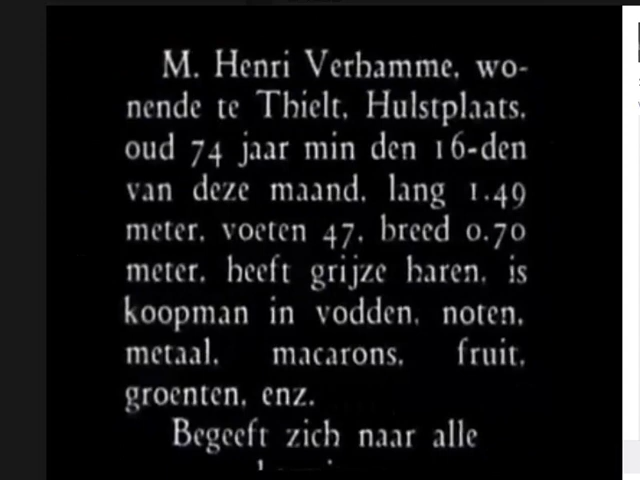 M. Henri Verhamme, wo-
nende te Thielt, Hulstplaats,
oud 74 jaar min den 16-den
van deze maand, lang 1.49
meter, voeten 47, breed 0.70
meter, heeft grijze haren, is
koopman in vodden, noten,
metaal, macarons, fruit,
groenten, enz.
Begeeft zich naar alle